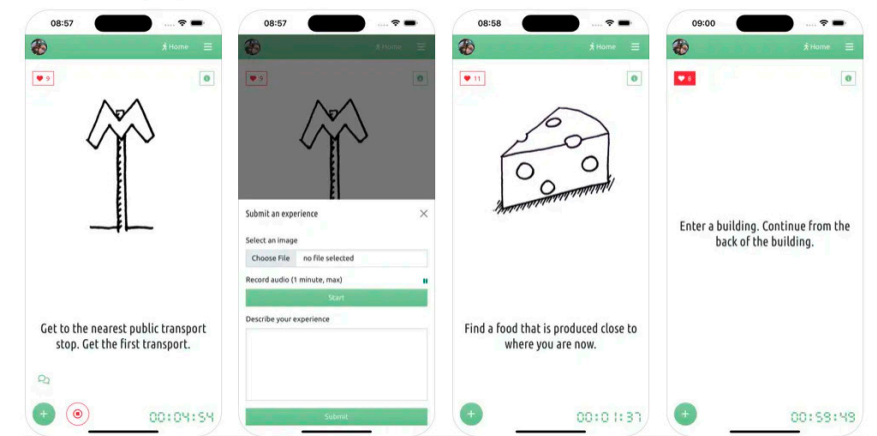 08:57
Home
9
Get to the nearest public transport
stop. Get the first transport.
00:04:54
08:57
Home
9
Submit an experience
Select an image
Choose File no file selected
Record audio (1 minute, max)
Start
Describe your experience
Submit
08:58
Home
11
Find a food that is produced close to
where you are now.
00:01:37
09:00
Home
Enter a building. Continue from the
back of the building.
00:59:49